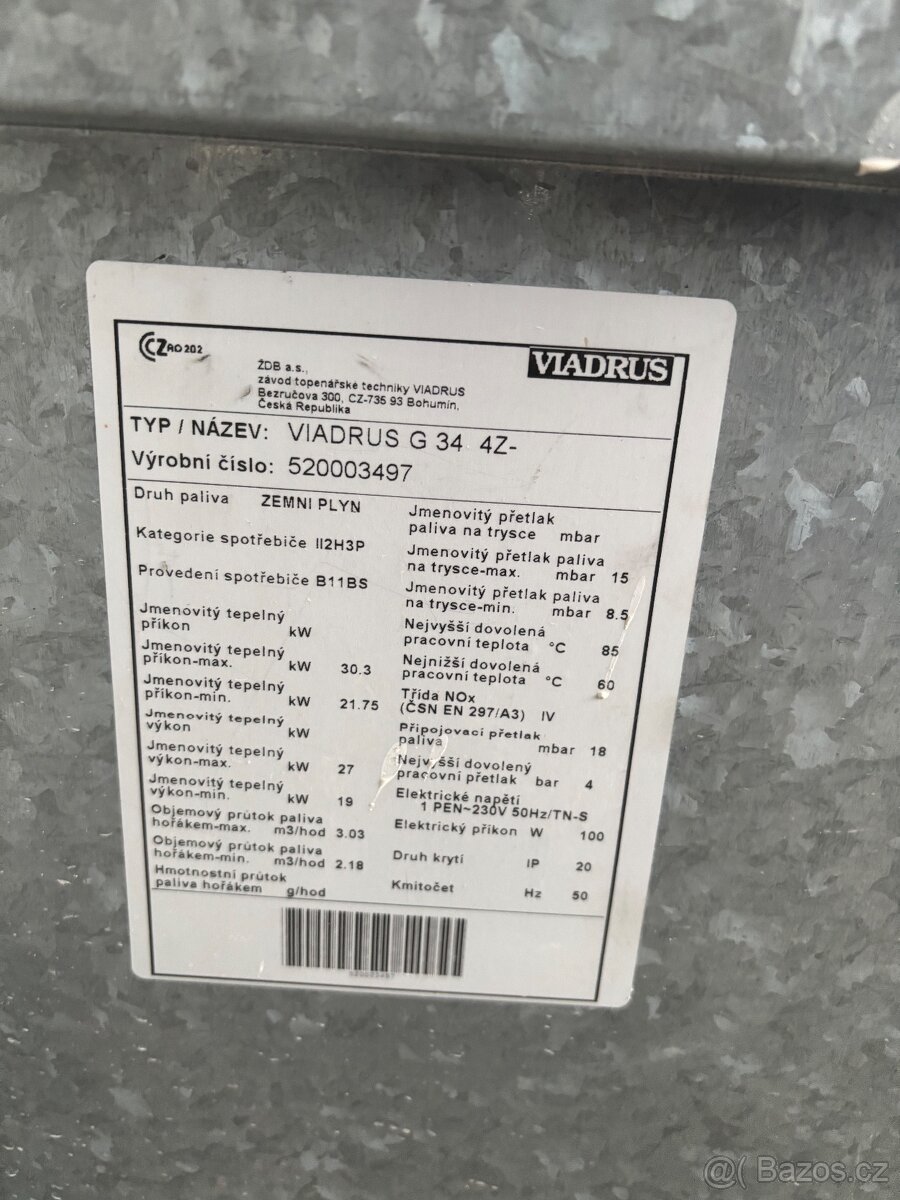 CZ AO 202
VIADRUS
ŽDB a.s.,
závod topenářské techniky VIADRUS
Bezručova 300, CZ-735 93 Bohumín,
Česká Republika
TYP / NÁZEV: VIADRUS G 34 4Z-
Výrobní číslo: 520003497
Druh paliva ZEMNI PLYN
Kategorie spotřebiče II2H3P
Provedení spotřebiče B11BS
Jmenovitý tepelný
příkon kW
Jmenovitý tepelný
příkon-max. kW 30.3
Jmenovitý tepelný
příkon-min. kW 21.75
Jmenovitý tepelný
výkon kW
Jmenovitý tepelný
výkon-max. kW 27
Jmenovitý tepelný
výkon-min. kW 19
Objemový průtok paliva
hořákem-max. m3/hod 3.03
Objemový průtok paliva
hořákem-min. m3/hod 2.18
Hmotnostní průtok
paliva hořákem g/hod
Jmenovitý přetlak
paliva na trysce mbar
Jmenovitý přetlak paliva
na trysce-max. mbar 15
Jmenovitý přetlak paliva
na trysce-min. mbar 8.5
Nejvyšší dovolená
pracovní teplota °C 85
Nejnižší dovolená
pracovní teplota °C 60
Třída NOx
(ČSN EN 297/A3) IV
Připojovací přetlak
paliva mbar 18
Nejvyšší dovolený
pracovní přetlak bar 4
Elektrické napětí
1 PEN~230V 50Hz/TN-S
Elektrický příkon W 100
Druh krytí IP 20
Kmitočet Hz 50
520003497
@( Bazos.cz